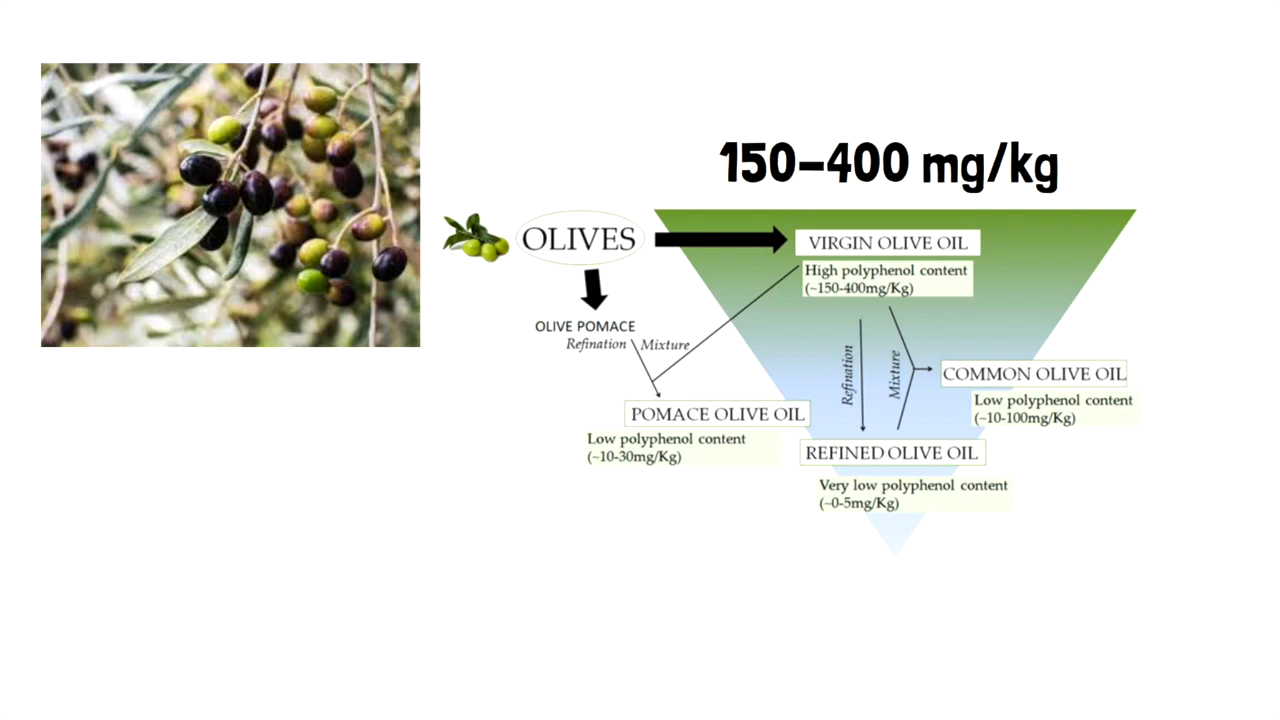 150–400 mg/kg
OLIVES
VIRGIN OLIVE OIL
High polyphenol content
(~150-400mg/Kg)
OLIVE POMACE
Refination
Mixture
Refination
Mixture
COMMON OLIVE OIL
Low polyphenol content
(~10-100mg/Kg)
POMACE OLIVE OIL
Low polyphenol content
(~10-30mg/Kg)
REFINED OLIVE OIL
Very low polyphenol content
(~0-5mg/Kg)